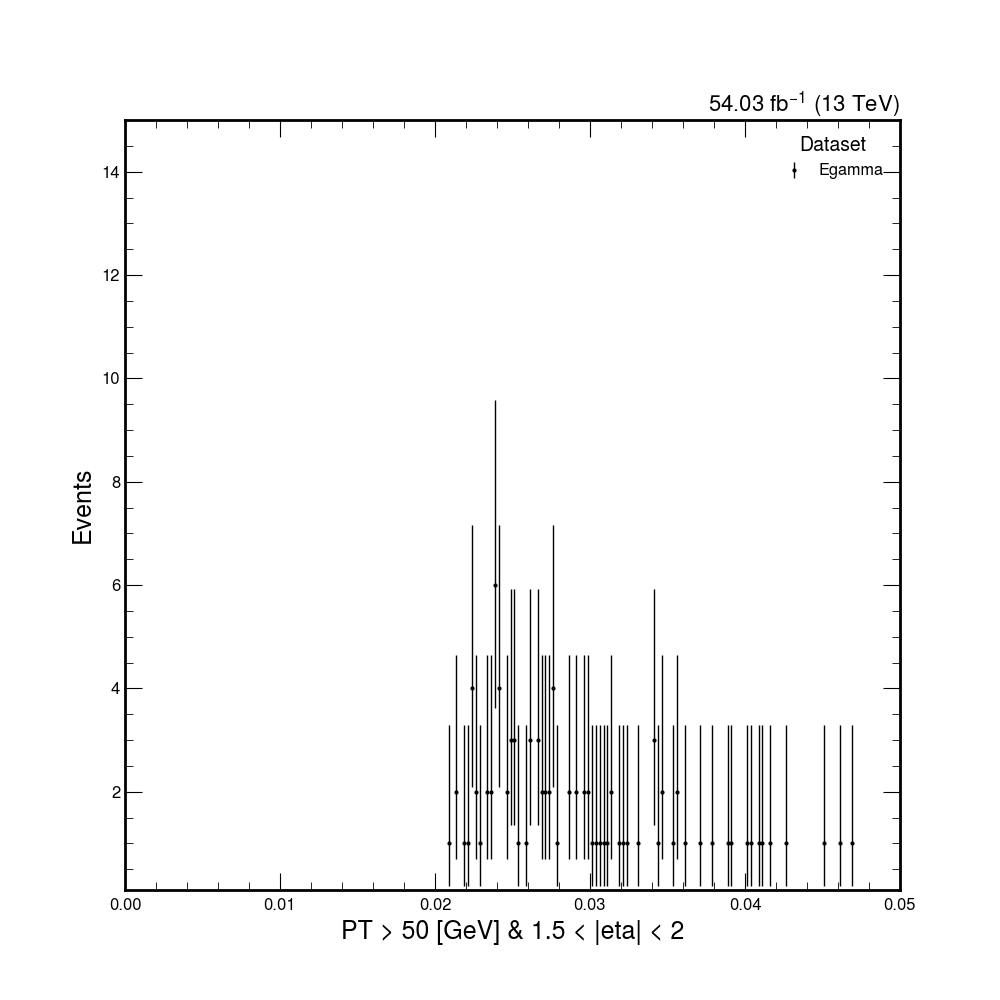 54.03 fb⁻¹ (13 TeV)
Dataset
Egamma
14
12
10
8
6
4
2
Events
0.00 0.01 0.02 0.03 0.04 0.05
PT > 50 [GeV] & 1.5 < |eta| < 2